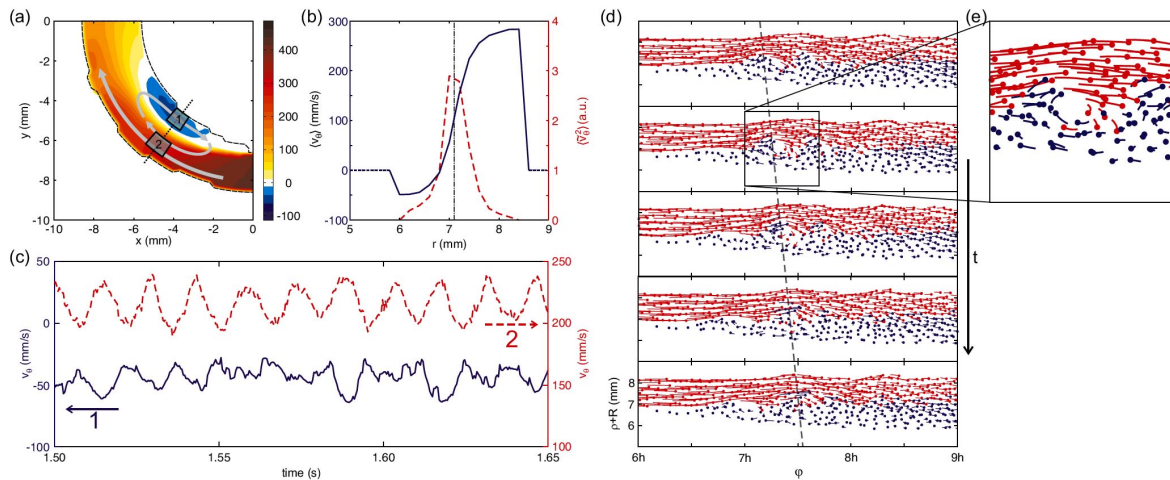 (a)
0
-2
-4
-6
-8
-10
y (mm)
-10
-8
-6
-4
-2
0
x (mm)
1
2
400
300
200
100
0
-100
(b)
300
200
100
0
-100
⟨v_θ⟩ (mm/s)
4
3
2
1
0
5
6
7
8
9
r (mm)
(c)
50
0
-50
-100
v_θ (mm/s)
250
200
150
100
v_θ (mm/s)
1
2
1.50
1.55
1.60
1.65
time (s)
(d)
8
7
6
ρ+R (mm)
6h
7h
8h
9h
φ
t
(e)